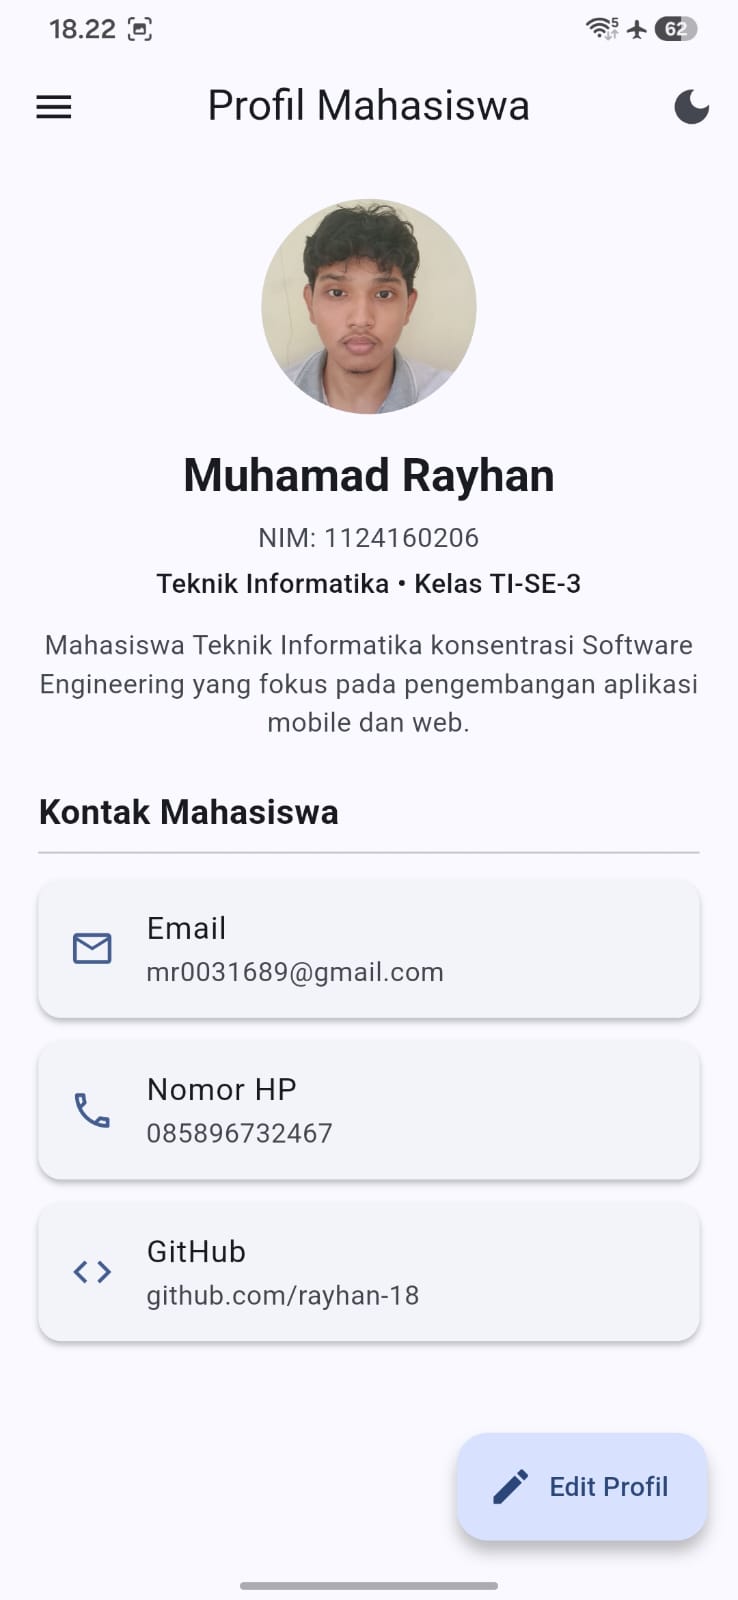 18.22
5
62
Profil Mahasiswa
Muhamad Rayhan
NIM: 1124160206
Teknik Informatika • Kelas TI-SE-3
Mahasiswa Teknik Informatika konsentrasi Software
Engineering yang fokus pada pengembangan aplikasi
mobile dan web.
Kontak Mahasiswa
Email
mr0031689@gmail.com
Nomor HP
085896732467
GitHub
github.com/rayhan-18
Edit Profil